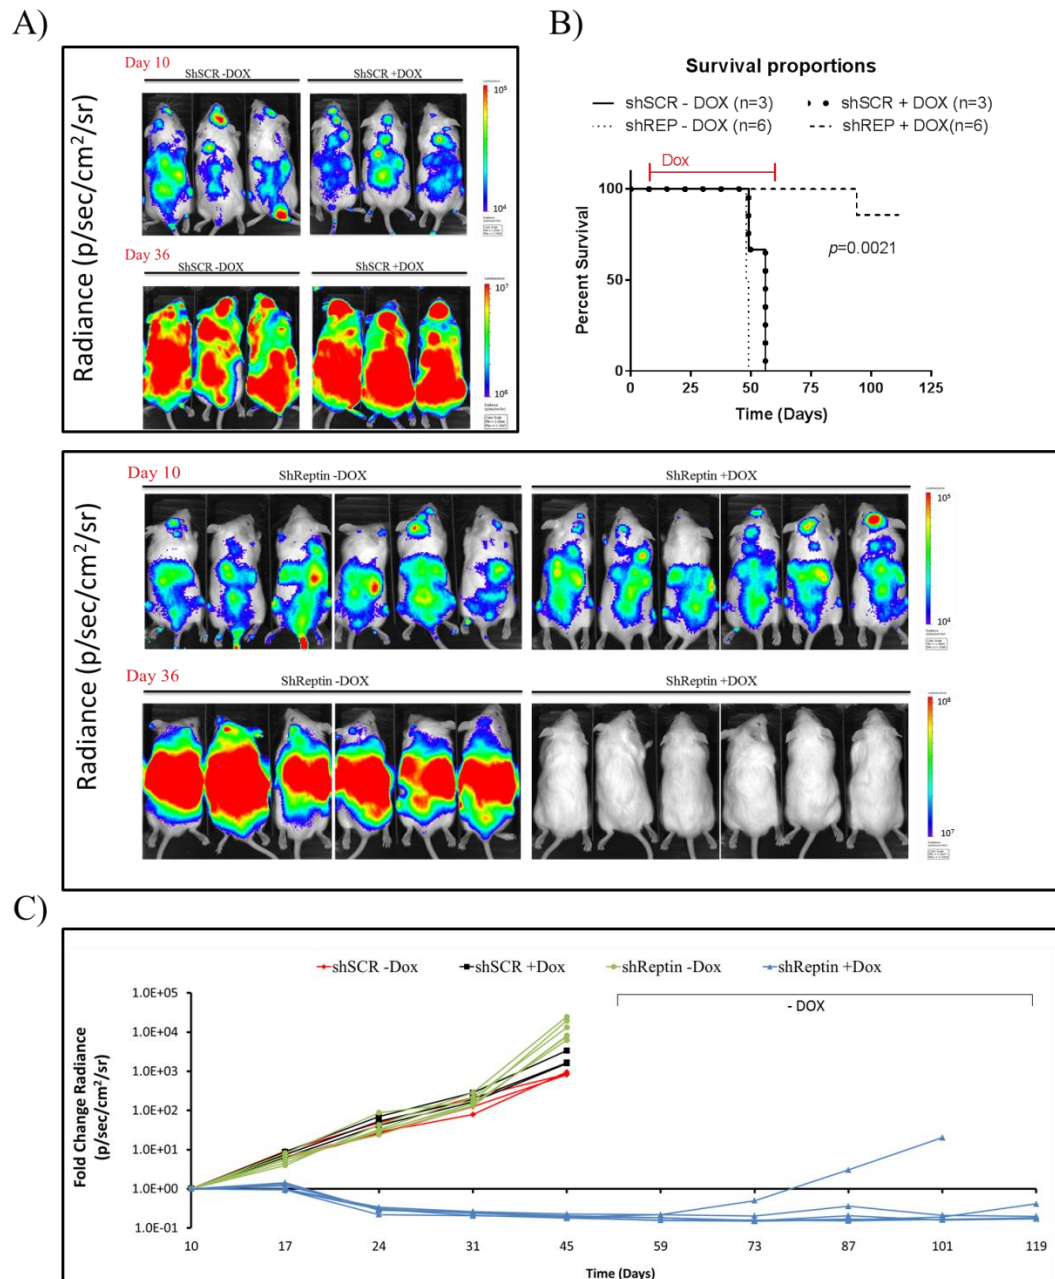 A)
Day 10
ShSCR -DOX
ShSCR +DOX
10⁵
10⁴
Radiance (p/sec/cm²/sr)
Day 36
ShSCR -DOX
ShSCR +DOX
10⁷
10⁶
B)
Survival proportions
shSCR - DOX (n=3)
shSCR + DOX (n=3)
shREP - DOX (n=6)
shREP + DOX(n=6)
Dox
Percent Survival
100
50
0
p=0.0021
0 25 50 75 100 125
Time (Days)
Day 10
ShReptin -DOX
ShReptin +DOX
10⁵
10⁴
Radiance (p/sec/cm²/sr)
Day 36
ShReptin -DOX
ShReptin +DOX
10⁸
10⁷
C)
shSCR -Dox
shSCR +Dox
shReptin -Dox
shReptin +Dox
- DOX
Fold Change Radiance
(p/sec/cm²/sr)
1.0E+05
1.0E+04
1.0E+03
1.0E+02
1.0E+01
1.0E+00
1.0E-01
10 17 24 31 45 59 73 87 101 119
Time (Days)